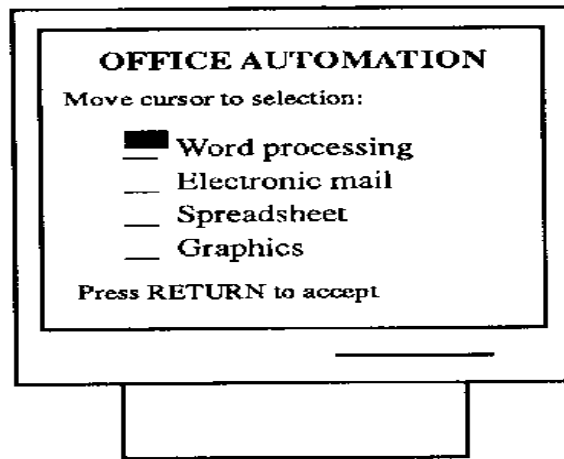 OFFICE AUTOMATION
Move cursor to selection:
Word processing
Electronic mail
Spreadsheet
Graphics
Press RETURN to accept